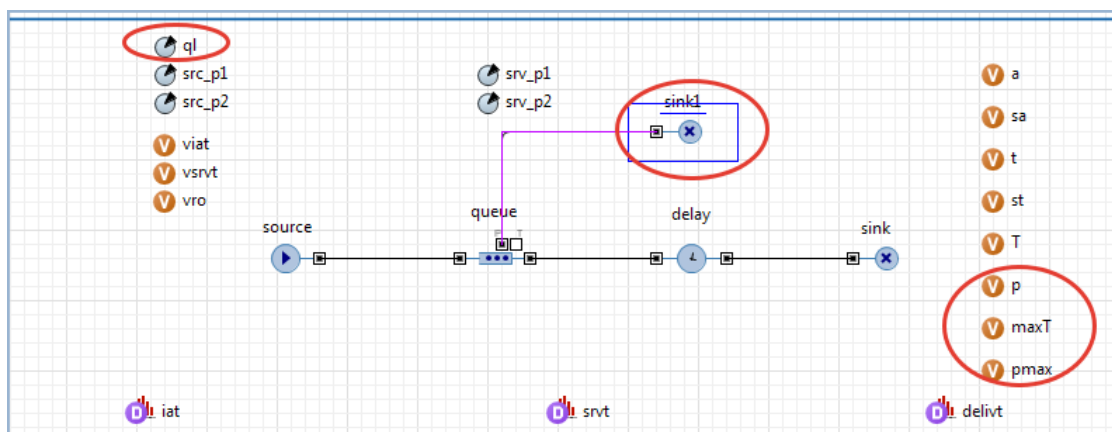 ql
src_p1
src_p2
srv_p1
srv_p2
sink1
viat
vsrvt
vro
source
queue
P T
delay
sink
a
sa
t
st
T
p
maxT
pmax
iat
srvt
delivt